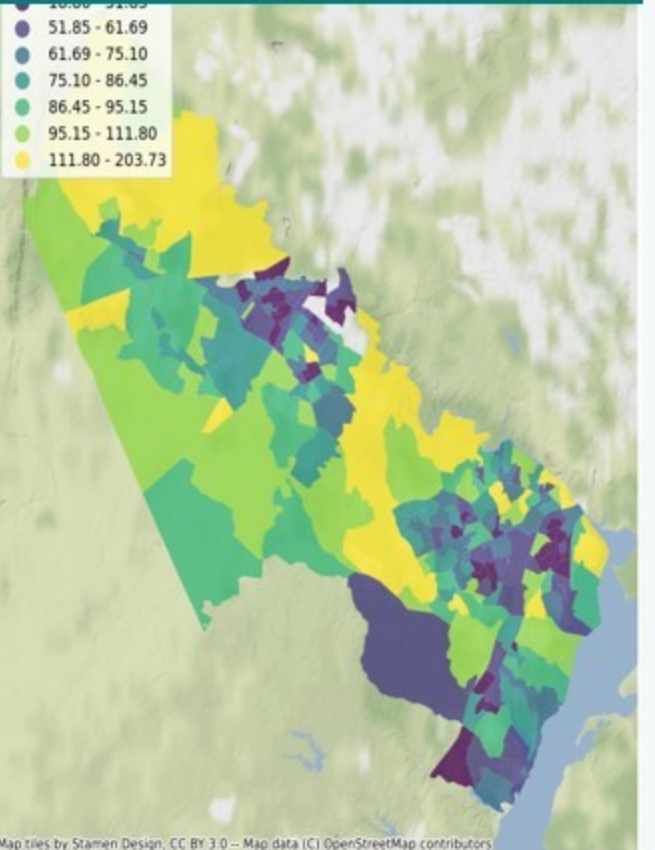 51.85 - 61.69
61.69 - 75.10
75.10 - 86.45
86.45 - 95.15
95.15 - 111.80
111.80 - 203.73
Map tiles by Stamen Design, CC BY 3.0 -- Map data (C) OpenStreetMap contributors